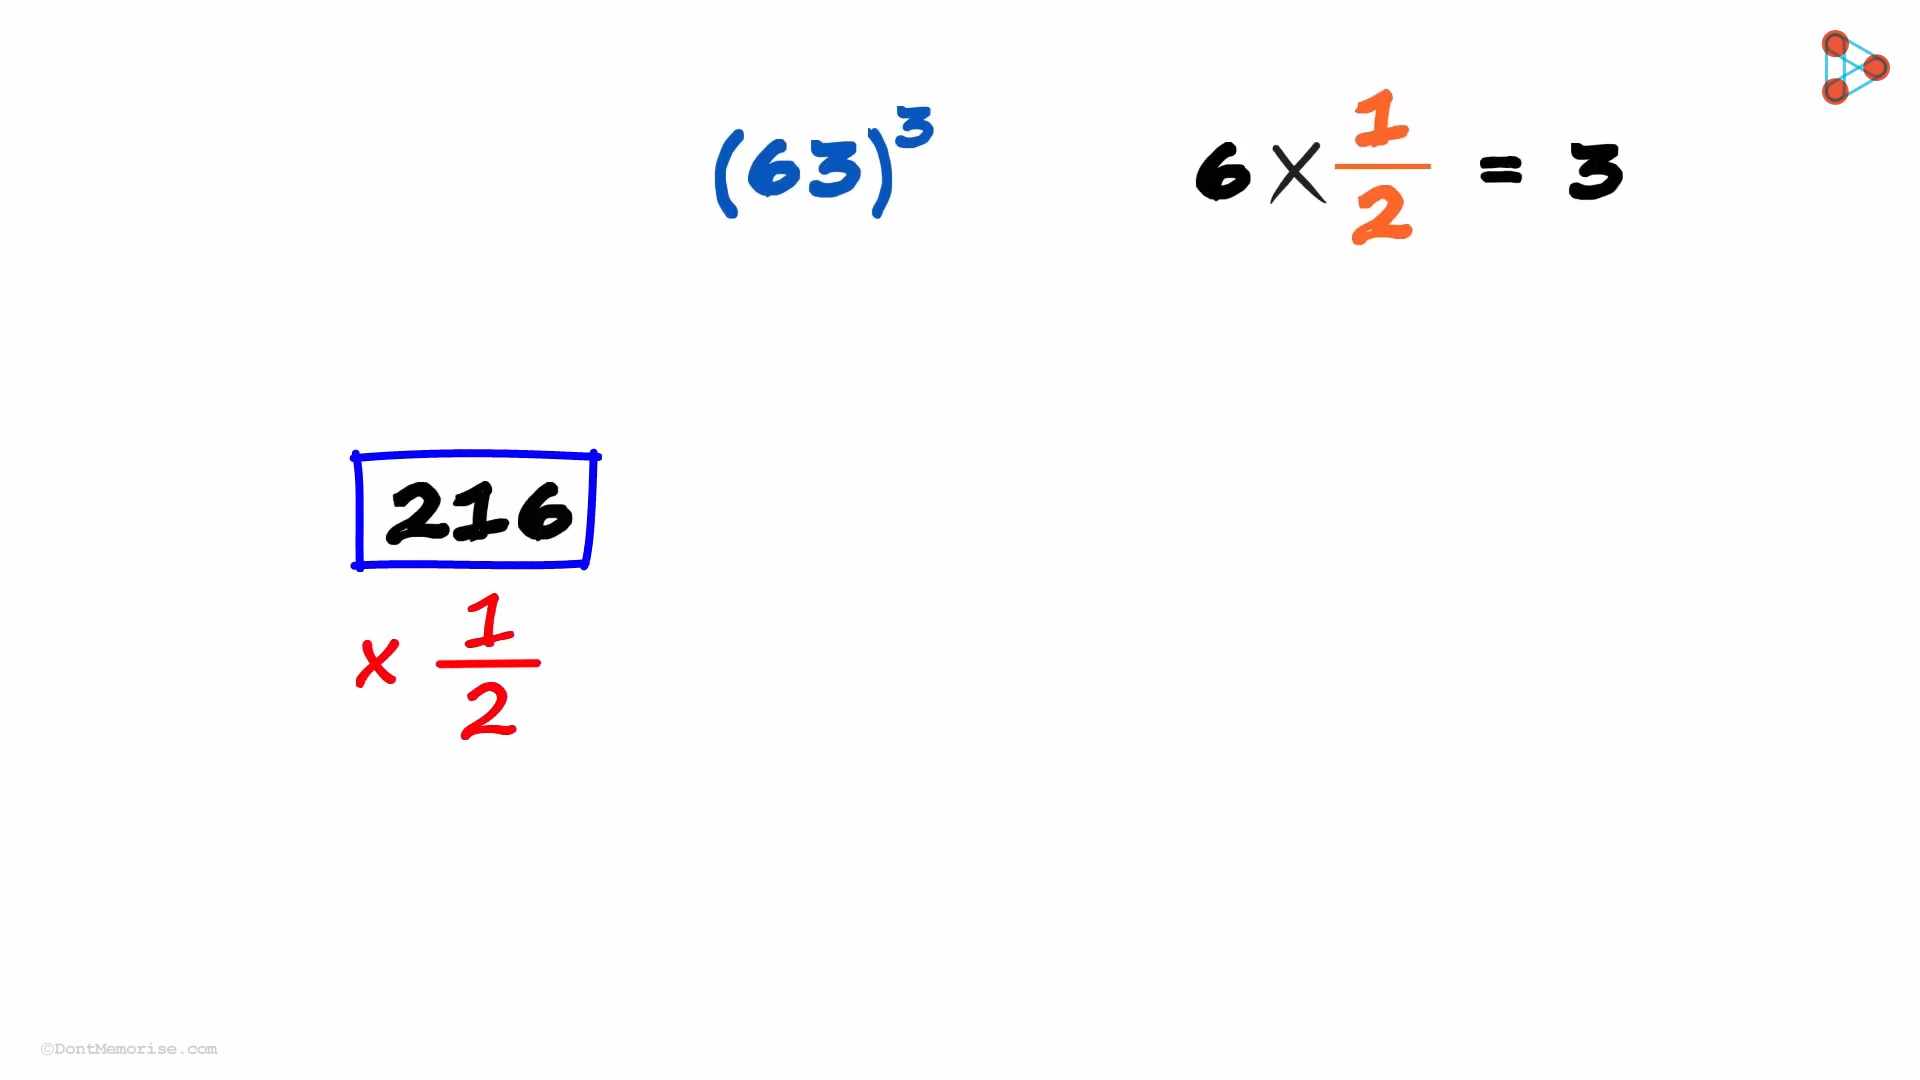 (63)³ 6 × 1/2 = 3
216
× 1/2
©DontMemorise.com